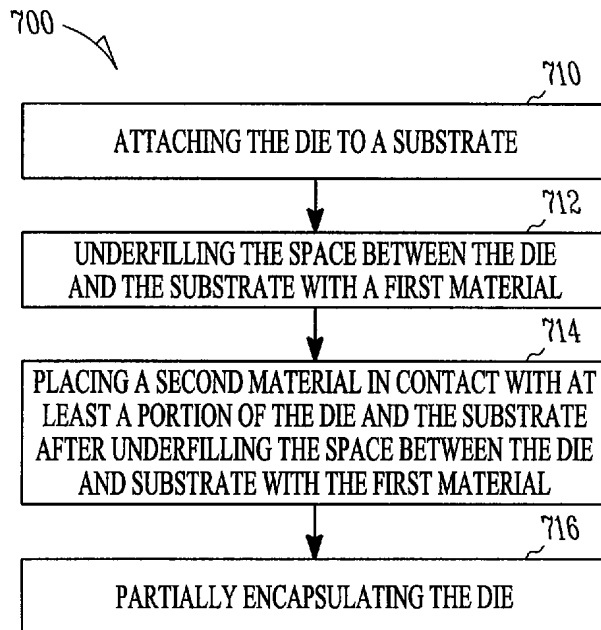 700
710
ATTACHING THE DIE TO A SUBSTRATE
712
UNDERFILLING THE SPACE BETWEEN THE DIE
AND THE SUBSTRATE WITH A FIRST MATERIAL
714
PLACING A SECOND MATERIAL IN CONTACT WITH AT
LEAST A PORTION OF THE DIE AND THE SUBSTRATE
AFTER UNDERFILLING THE SPACE BETWEEN THE DIE
AND SUBSTRATE WITH THE FIRST MATERIAL
716
PARTIALLY ENCAPSULATING THE DIE